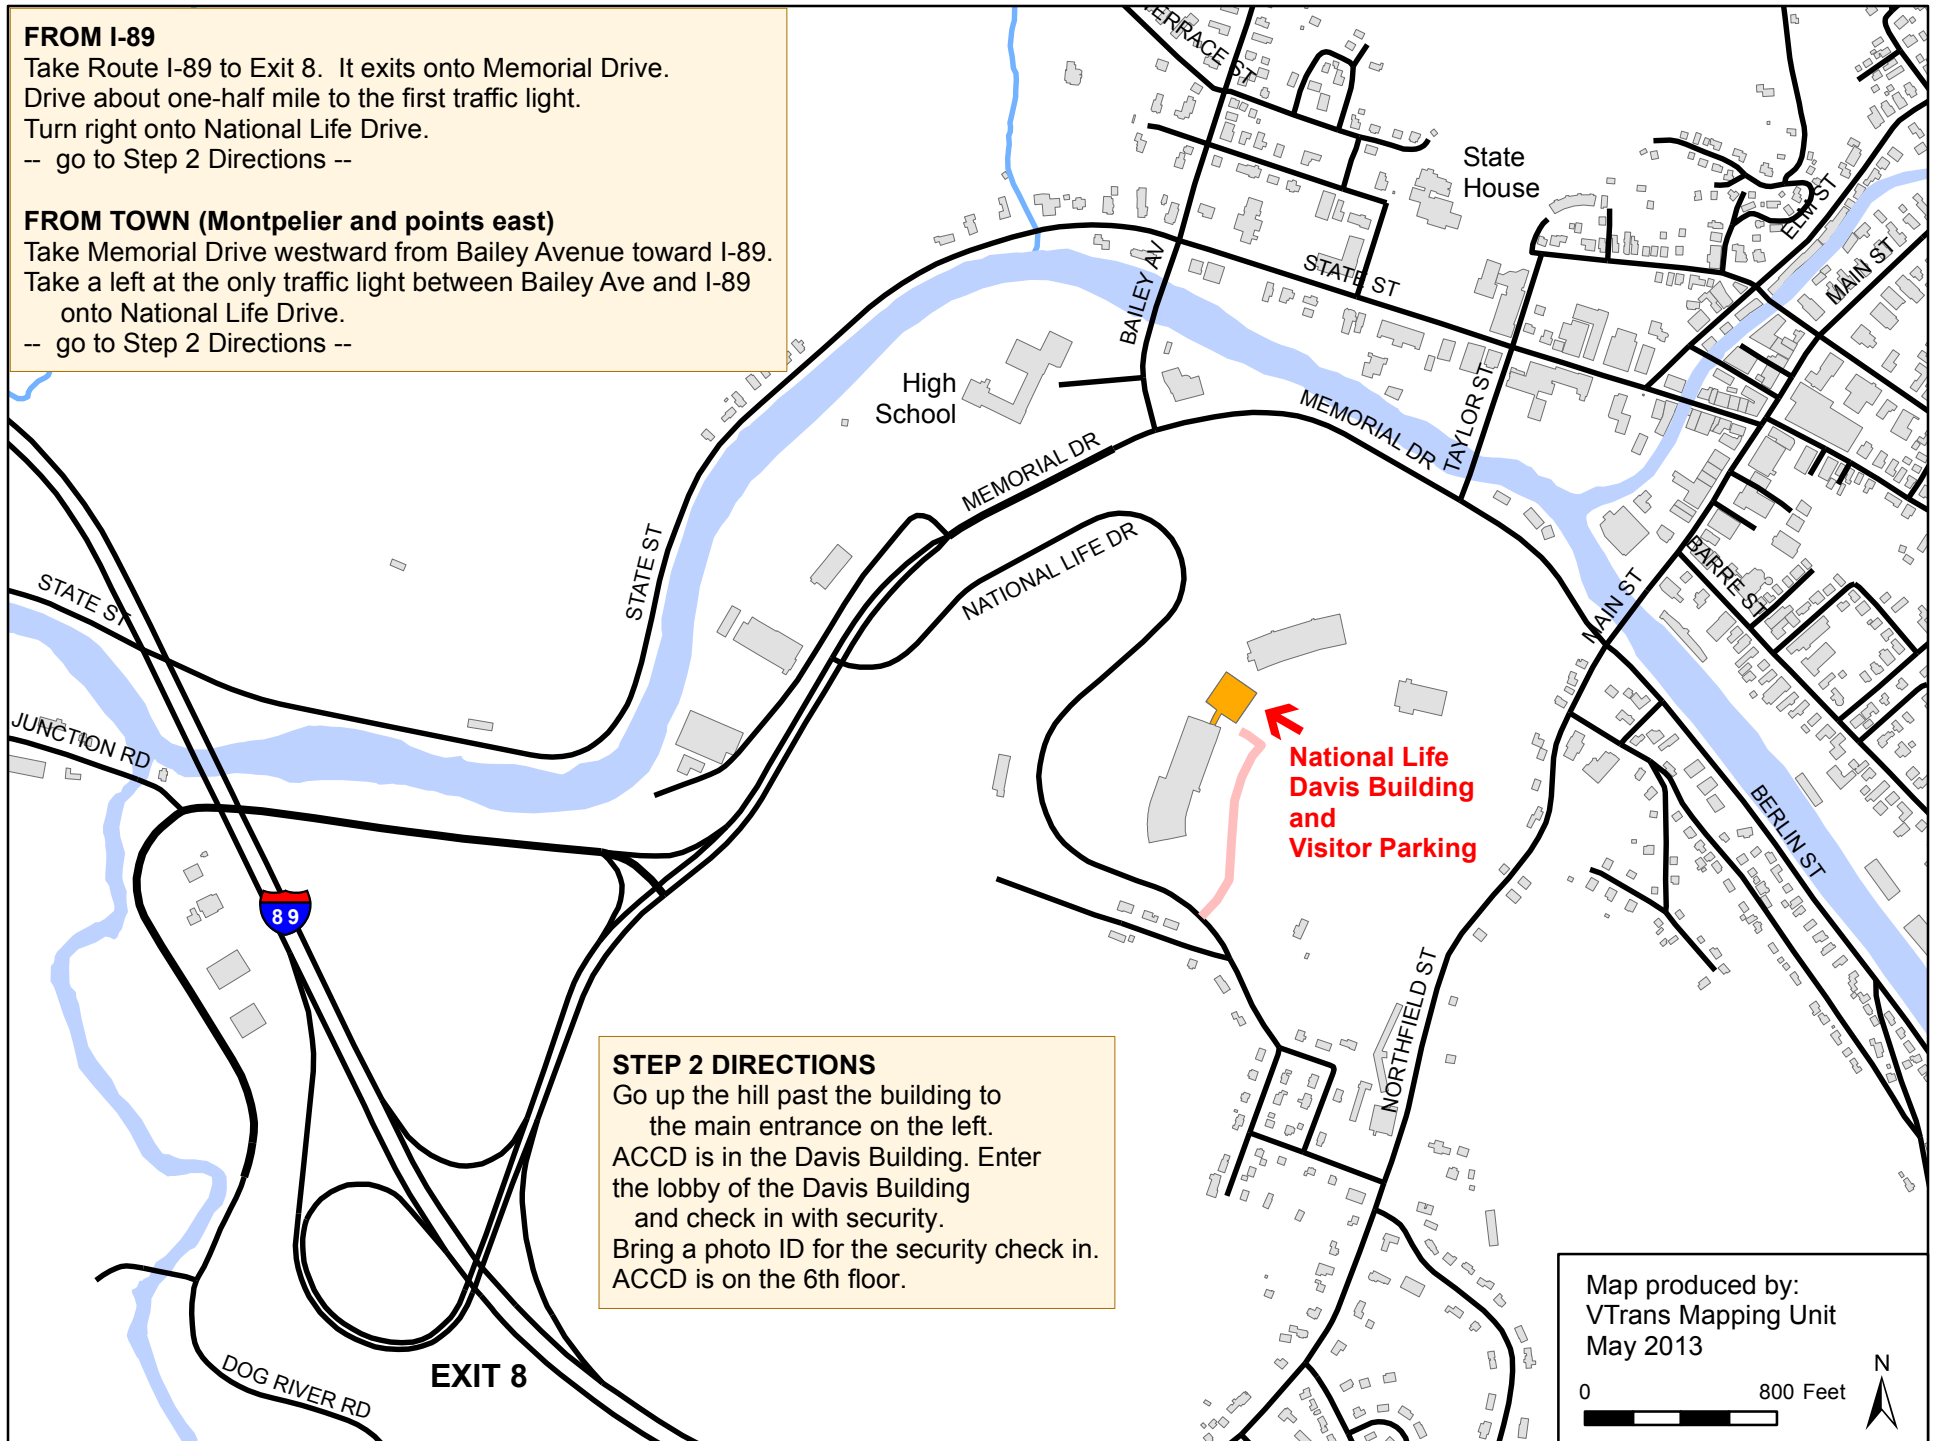 FROM I-89
Take Route I-89 to Exit 8.  It exits onto Memorial Drive.
Drive about one-half mile to the first traffic light.
Turn right onto National Life Drive.
--  go to Step 2 Directions --
FROM TOWN (Montpelier and points east)
Take Memorial Drive westward from Bailey Avenue toward I-89.
Take a left at the only traffic light between Bailey Ave and I-89
onto National Life Drive.
--  go to Step 2 Directions --
TERRACE ST
State
House
ELM ST
MAIN ST
BAILEY AV
STATE ST
High
School
MEMORIAL DR
TAYLOR ST
MEMORIAL DR
NATIONAL LIFE DR
STATE ST
STATE ST
BARRE ST
MAIN ST
JUNCTION RD
National Life
Davis Building
and
Visitor Parking
BERLIN ST
89
NORTHFIELD ST
STEP 2 DIRECTIONS
Go up the hill past the building to
the main entrance on the left.
ACCD is in the Davis Building. Enter
the lobby of the Davis Building
and check in with security.
Bring a photo ID for the security check in.
ACCD is on the 6th floor.
EXIT 8
DOG RIVER RD
Map produced by:
VTrans Mapping Unit
May 2013
N
0 800 Feet